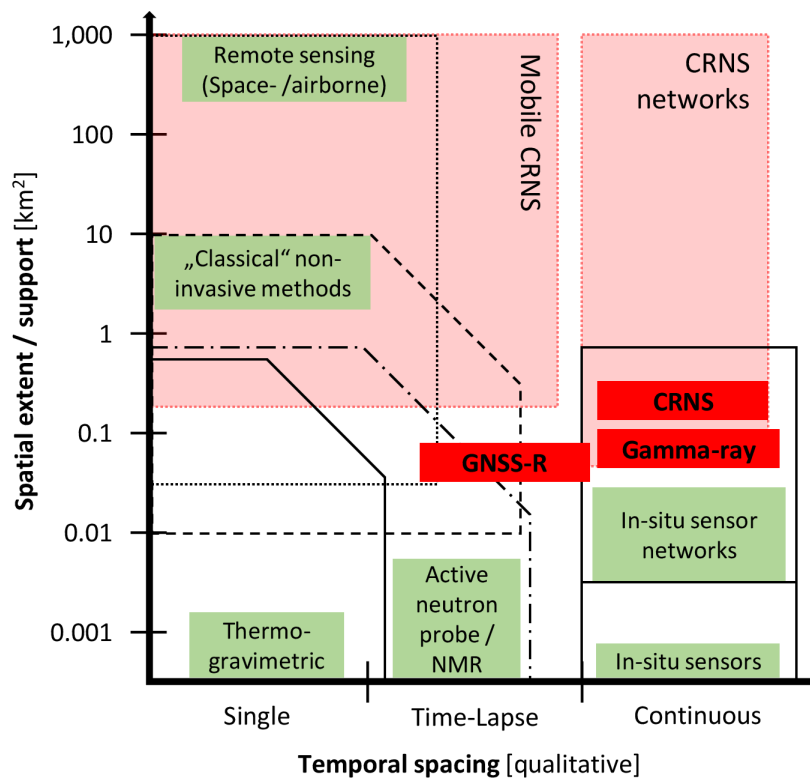 1,000
100
10
1
0.1
0.01
0.001
Spatial extent / support [km²]
Remote sensing
(Space- /airborne)
Mobile CRNS
CRNS
networks
„Classical“ non-
invasive methods
CRNS
GNSS-R
Gamma-ray
In-situ sensor
networks
Active
neutron
probe /
NMR
Thermo-
gravimetric
In-situ sensors
Single
Time-Lapse
Continuous
Temporal spacing [qualitative]